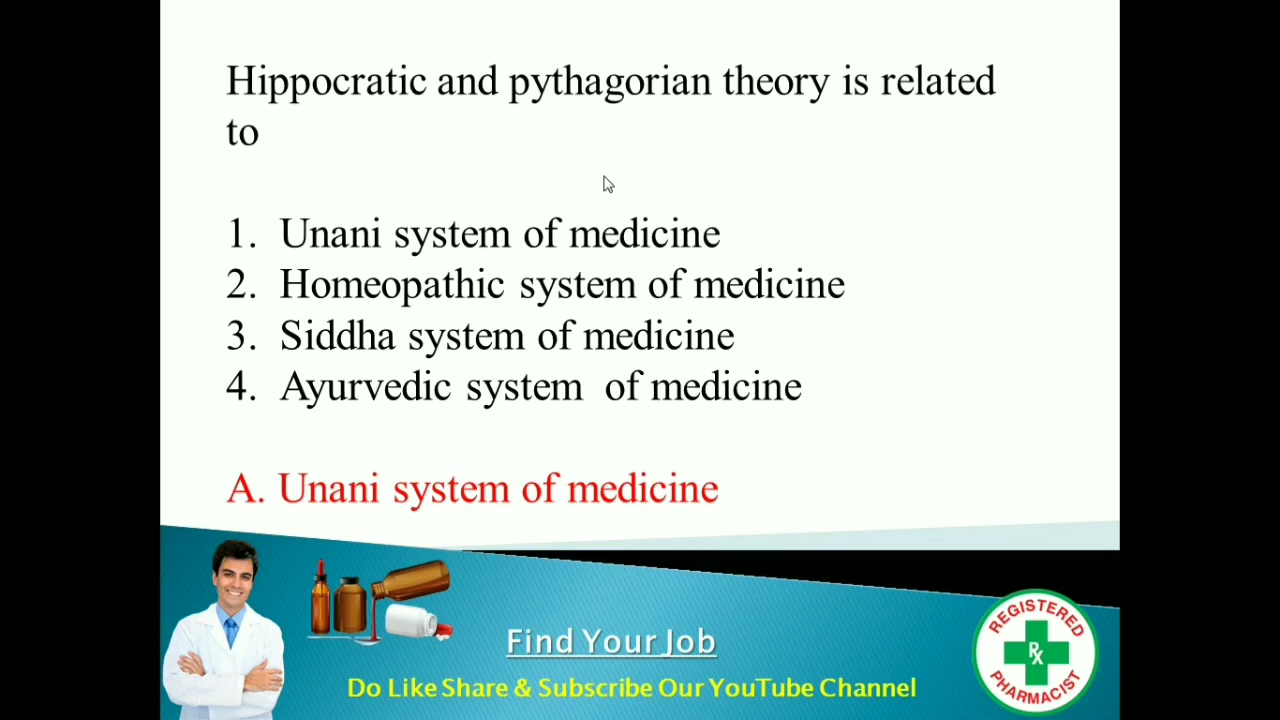 Hippocratic and pythagorian theory is related
to
1. Unani system of medicine
2. Homeopathic system of medicine
3. Siddha system of medicine
4. Ayurvedic system of medicine
A. Unani system of medicine
Find Your Job
Do Like Share & Subscribe Our YouTube Channel
REGISTERED
Rx
PHARMACIST